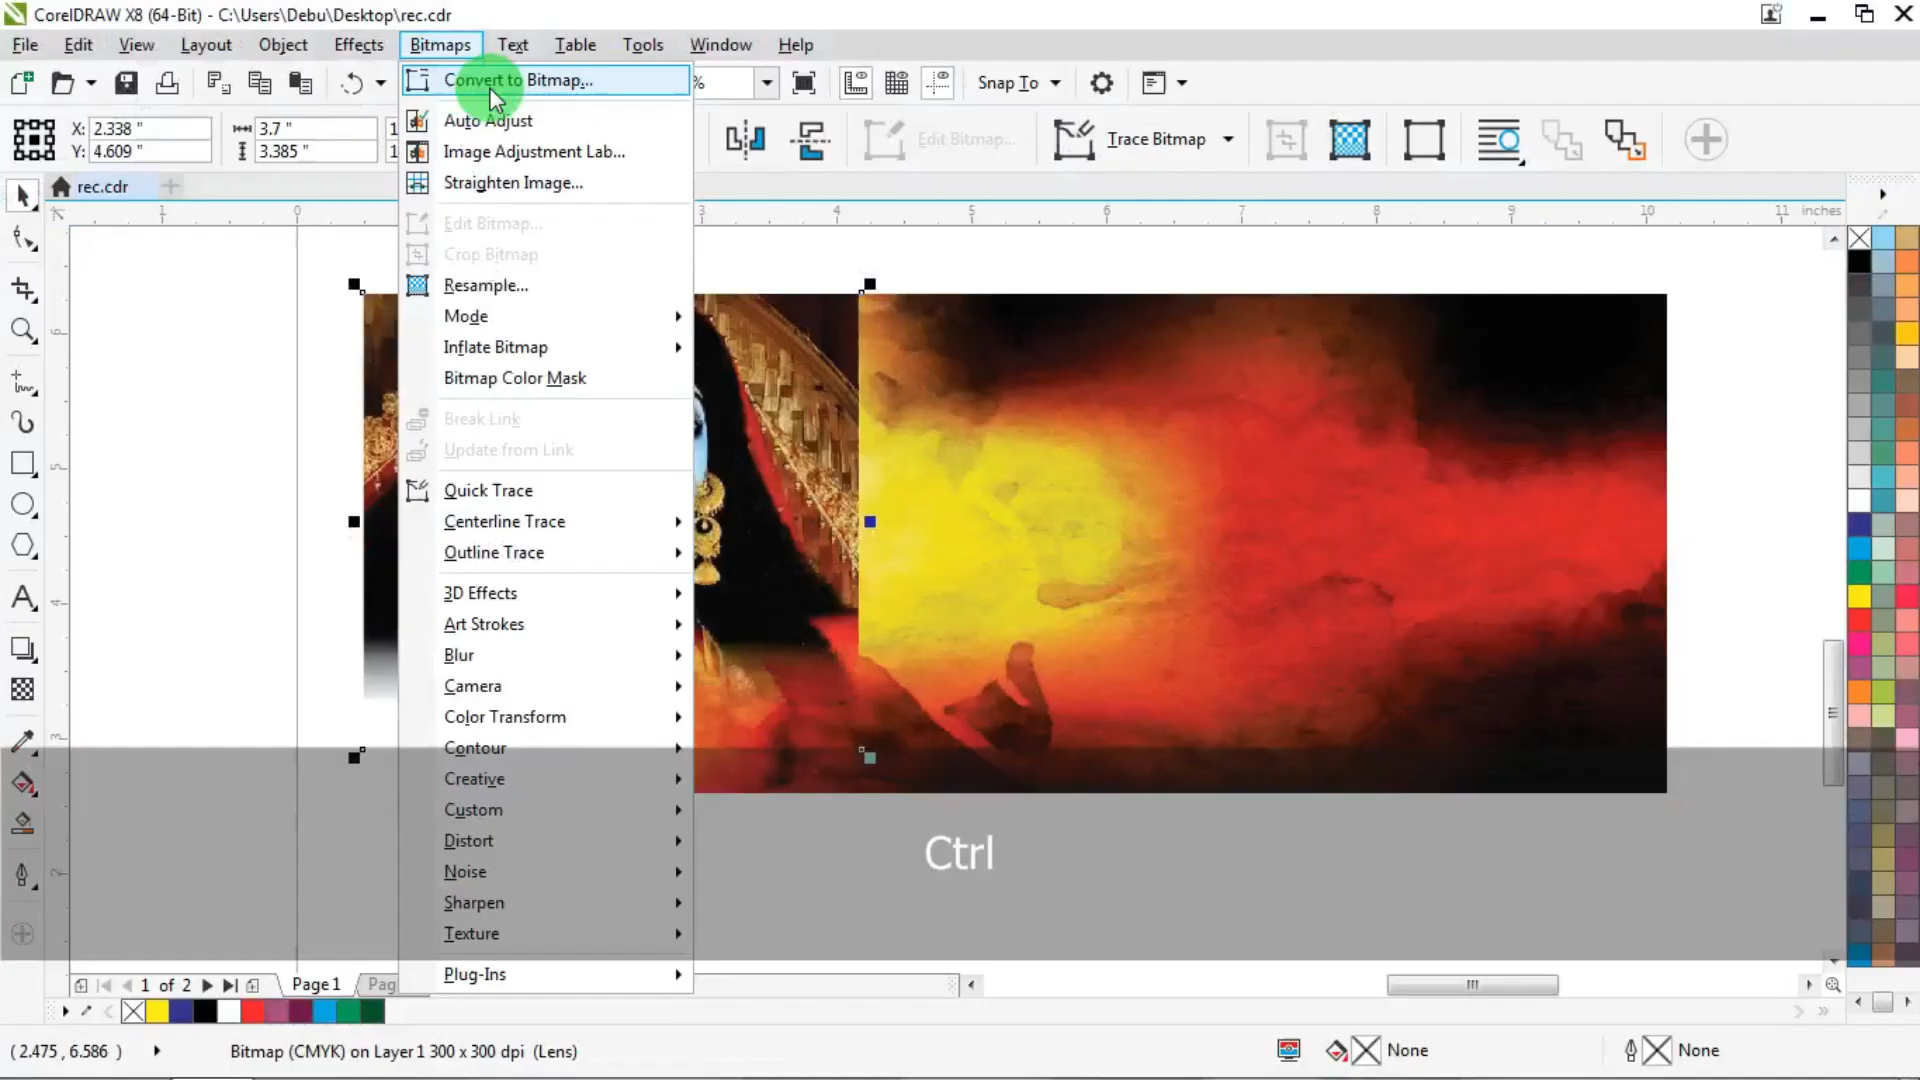 CorelDRAW X8 (64-Bit) - C:\Users\Debu\Desktop\rec.cdr
File Edit View Layout Object Effects Bitmaps Text Table Tools Window Help
% Snap To
X: 2.338 " 3.7 " 1
Y: 4.609 " 3.385 " 1
Edit Bitmap... Trace Bitmap
rec.cdr
1 0 3 4 5 6 7 8 9 10 11 inches
6
5
4
3
2
Convert to Bitmap...
Auto Adjust
Image Adjustment Lab...
Straighten Image...
Edit Bitmap...
Crop Bitmap
Resample...
Mode
Inflate Bitmap
Bitmap Color Mask
Break Link
Update from Link
Quick Trace
Centerline Trace
Outline Trace
3D Effects
Art Strokes
Blur
Camera
Color Transform
Contour
Creative
Custom
Distort
Noise
Sharpen
Texture
Plug-Ins
Ctrl
1 of 2 Page 1 Pag
( 2.475 , 6.586 ) Bitmap (CMYK) on Layer 1 300 x 300 dpi (Lens) None None